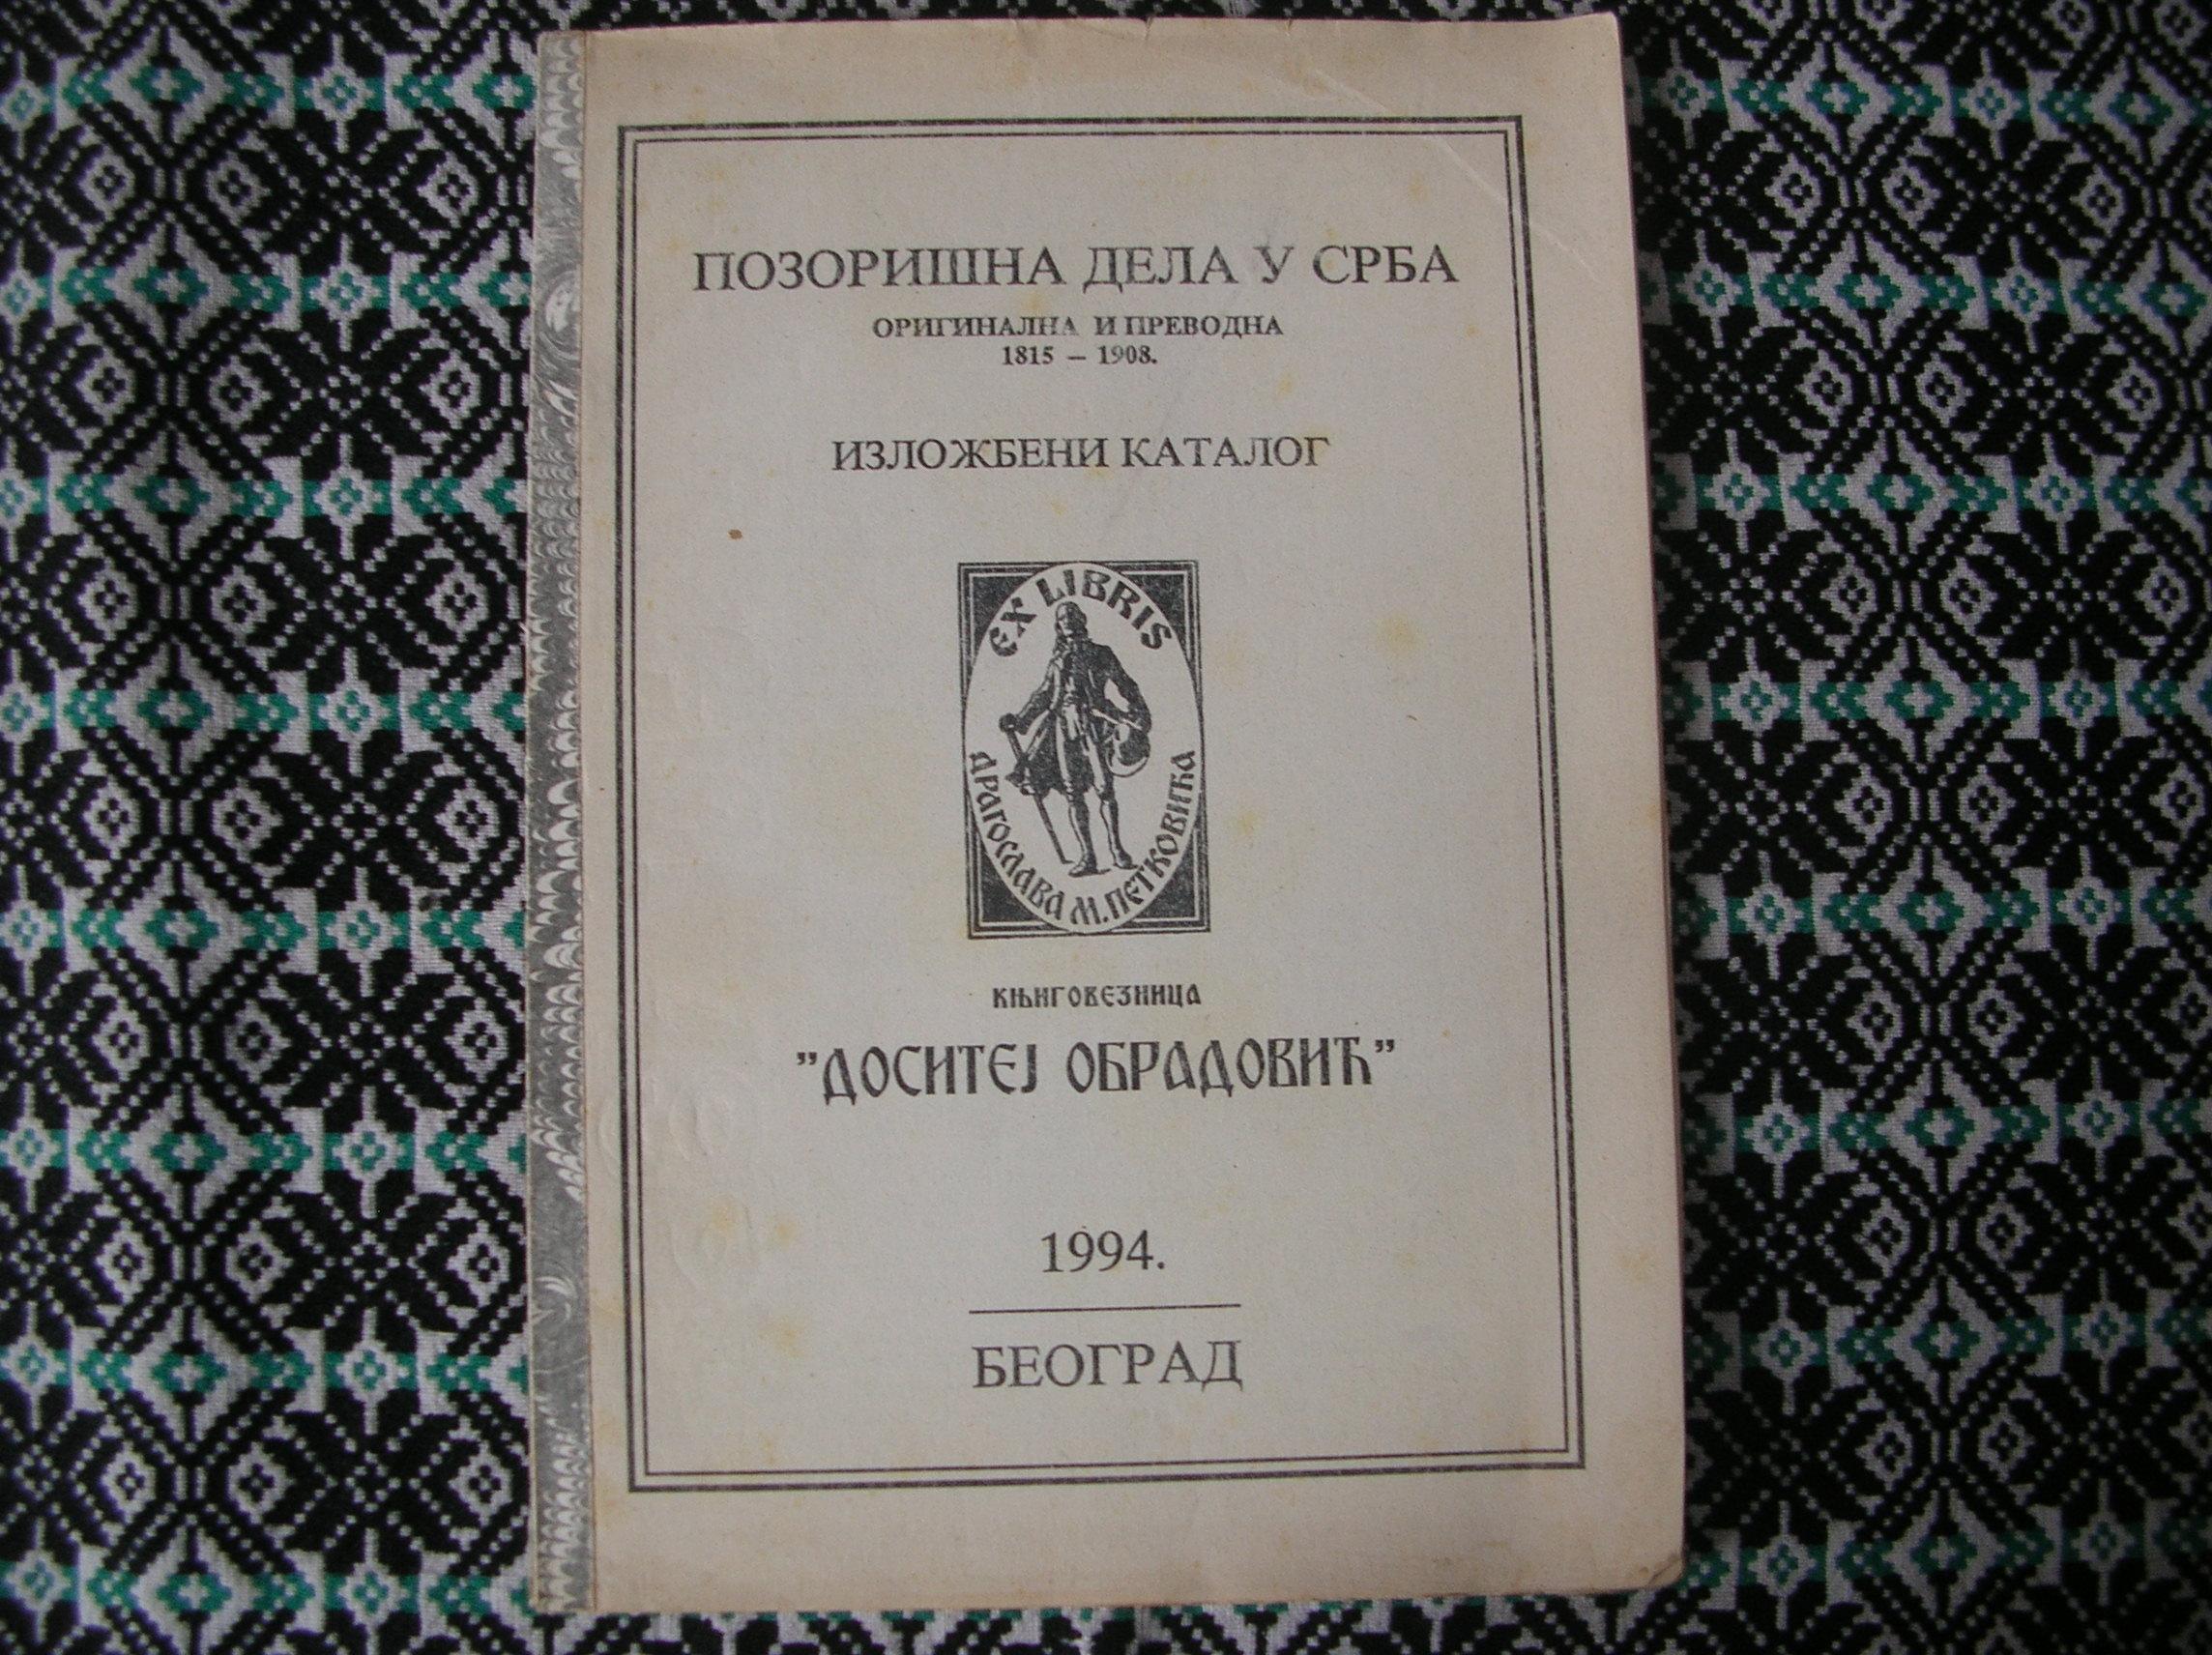 ПОЗОРИШНА ДЕЛА У СРБА
ОРИГИНАЛНА И ПРЕВОДНА
1815 – 1908.
ИЗЛОЖБЕНИ КАТАЛОГ
EX LIBRIS
ДРАГОСЛАВА М. ПЕТКОВИЋА
КЊИГОВЕЗНИЦА
"ДОСИТЕЈ ОБРАДОВИЋ"
1994.
БЕОГРАД